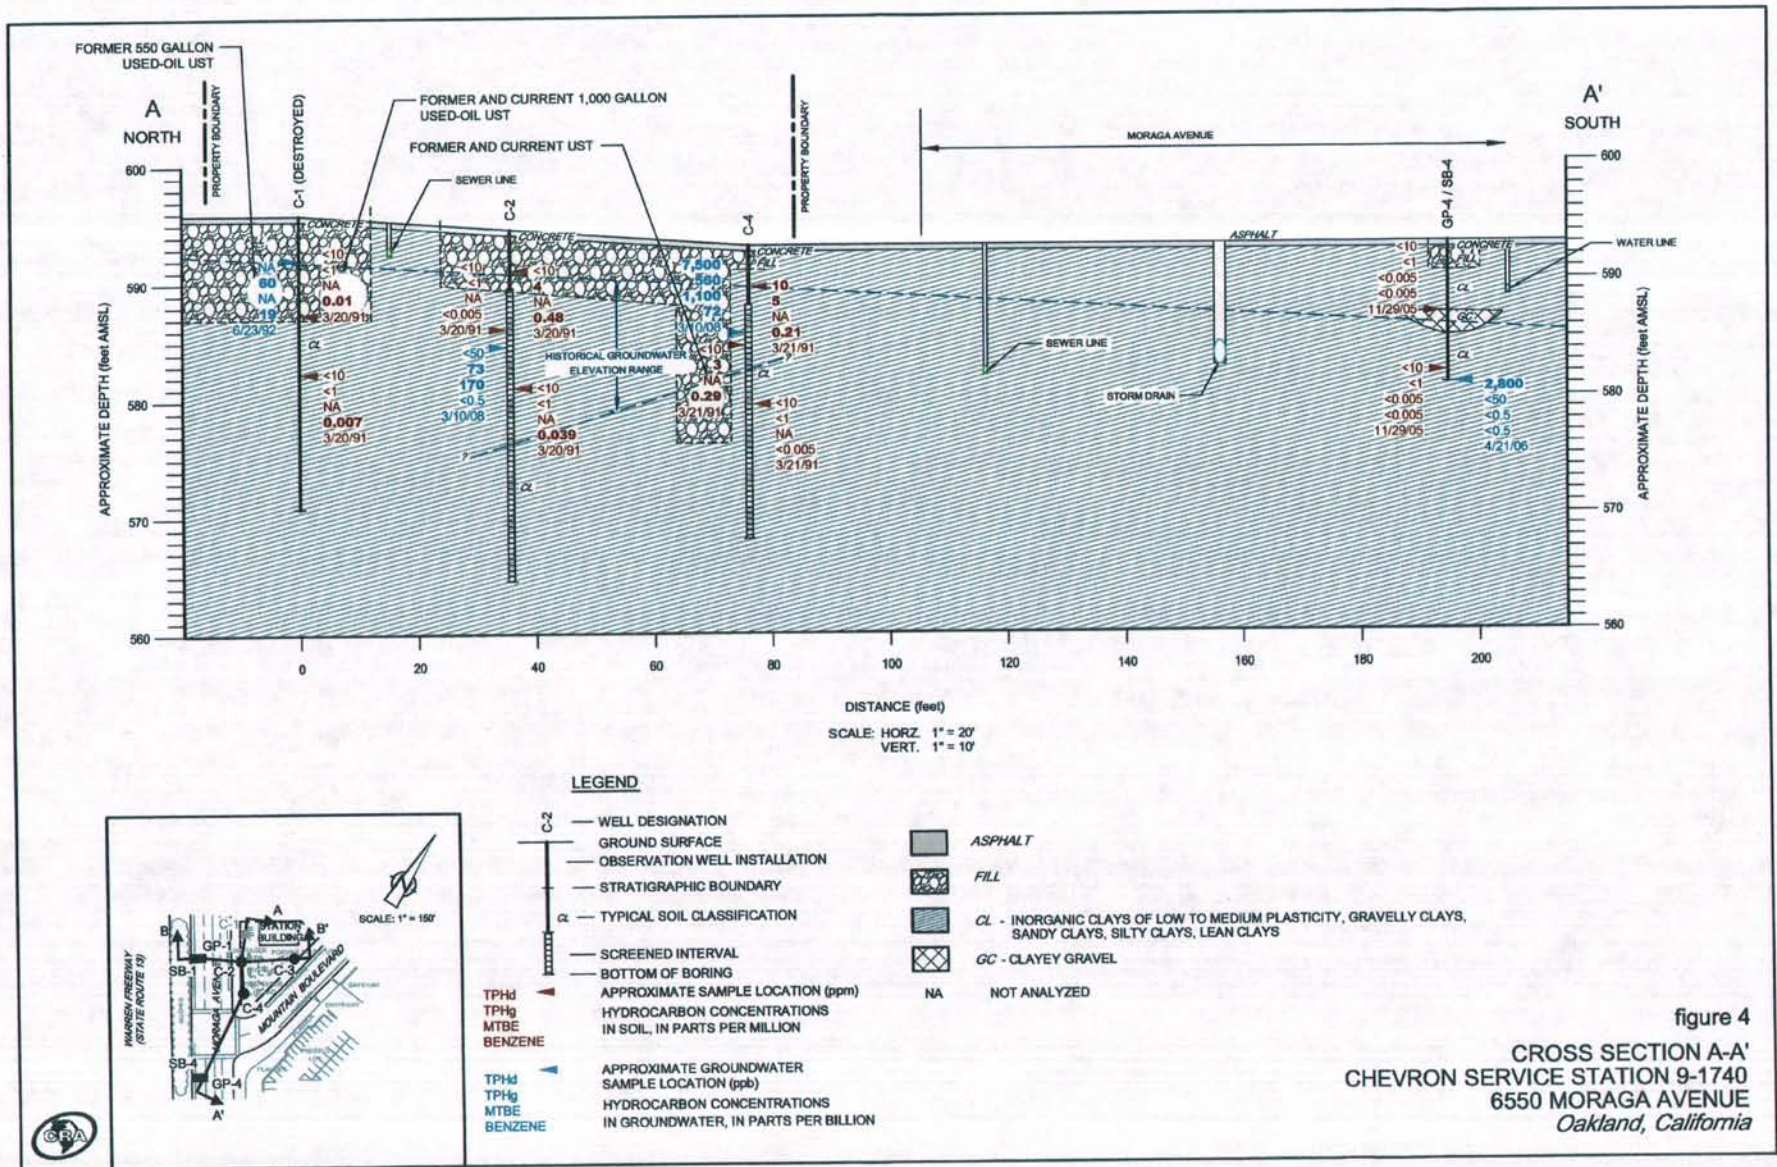 FORMER 550 GALLON
USED-OIL UST
A
NORTH
PROPERTY BOUNDARY
C-1 (DESTROYED)
FORMER AND CURRENT 1,000 GALLON
USED-OIL UST
FORMER AND CURRENT UST
SEWER LINE
C-2
C-4
PROPERTY BOUNDARY
MORAGA AVENUE
GP-4 / SB-4
A'
SOUTH
600
590
580
570
560
APPROXIMATE DEPTH (feet AMSL)
CONCRETE
<10
<1
NA
0.01
3/20/91
NA
60
NA
19
6/23/92
CL
<10
<1
NA
0.007
3/20/91
CONCRETE
<10
<1
NA
<0.005
3/20/91
<10
4
NA
0.48
3/20/91
<50
73
170
<0.5
3/10/08
<10
<1
NA
0.039
3/20/91
CL
?
HISTORICAL GROUNDWATER
ELEVATION RANGE
FILL
7,500
560
1,100
72
3/10/08
<10
3
NA
0.29
3/21/91
CONCRETE
FILL
10
5
NA
0.21
3/21/91
?
CL
<10
<1
NA
<0.005
3/21/91
SEWER LINE
STORM DRAIN
ASPHALT
<10
<1
<0.005
<0.005
11/29/05
CONCRETE
FILL
CL
GC
CL
WATER LINE
<10
<1
<0.005
<0.005
11/29/05
2,800
<50
<0.5
<0.5
4/21/06
600
590
580
570
560
APPROXIMATE DEPTH (feet AMSL)
0
20
40
60
80
100
120
140
160
180
200
DISTANCE (feet)
SCALE: HORZ. 1" = 20'
VERT. 1" = 10'
LEGEND
C-2
WELL DESIGNATION
GROUND SURFACE
OBSERVATION WELL INSTALLATION
STRATIGRAPHIC BOUNDARY
CL
TYPICAL SOIL CLASSIFICATION
SCREENED INTERVAL
BOTTOM OF BORING
TPHd
TPHg
MTBE
BENZENE
APPROXIMATE SAMPLE LOCATION (ppm)
HYDROCARBON CONCENTRATIONS
IN SOIL, IN PARTS PER MILLION
TPHd
TPHg
MTBE
BENZENE
APPROXIMATE GROUNDWATER
SAMPLE LOCATION (ppb)
HYDROCARBON CONCENTRATIONS
IN GROUNDWATER, IN PARTS PER BILLION
ASPHALT
FILL
CL - INORGANIC CLAYS OF LOW TO MEDIUM PLASTICITY, GRAVELLY CLAYS,
SANDY CLAYS, SILTY CLAYS, LEAN CLAYS
GC - CLAYEY GRAVEL
NA NOT ANALYZED
SCALE: 1" = 150'
A
B
C-1
STATION
BUILDING
B'
GP-1
SB-1
C-2
C-3
C-4
MORAGA AVENUE
MOUNTAIN BOULEVARD
WARREN FREEWAY
(STATE ROUTE 13)
SB-4
GP-4
A'
CRA
figure 4
CROSS SECTION A-A'
CHEVRON SERVICE STATION 9-1740
6550 MORAGA AVENUE
Oakland, California